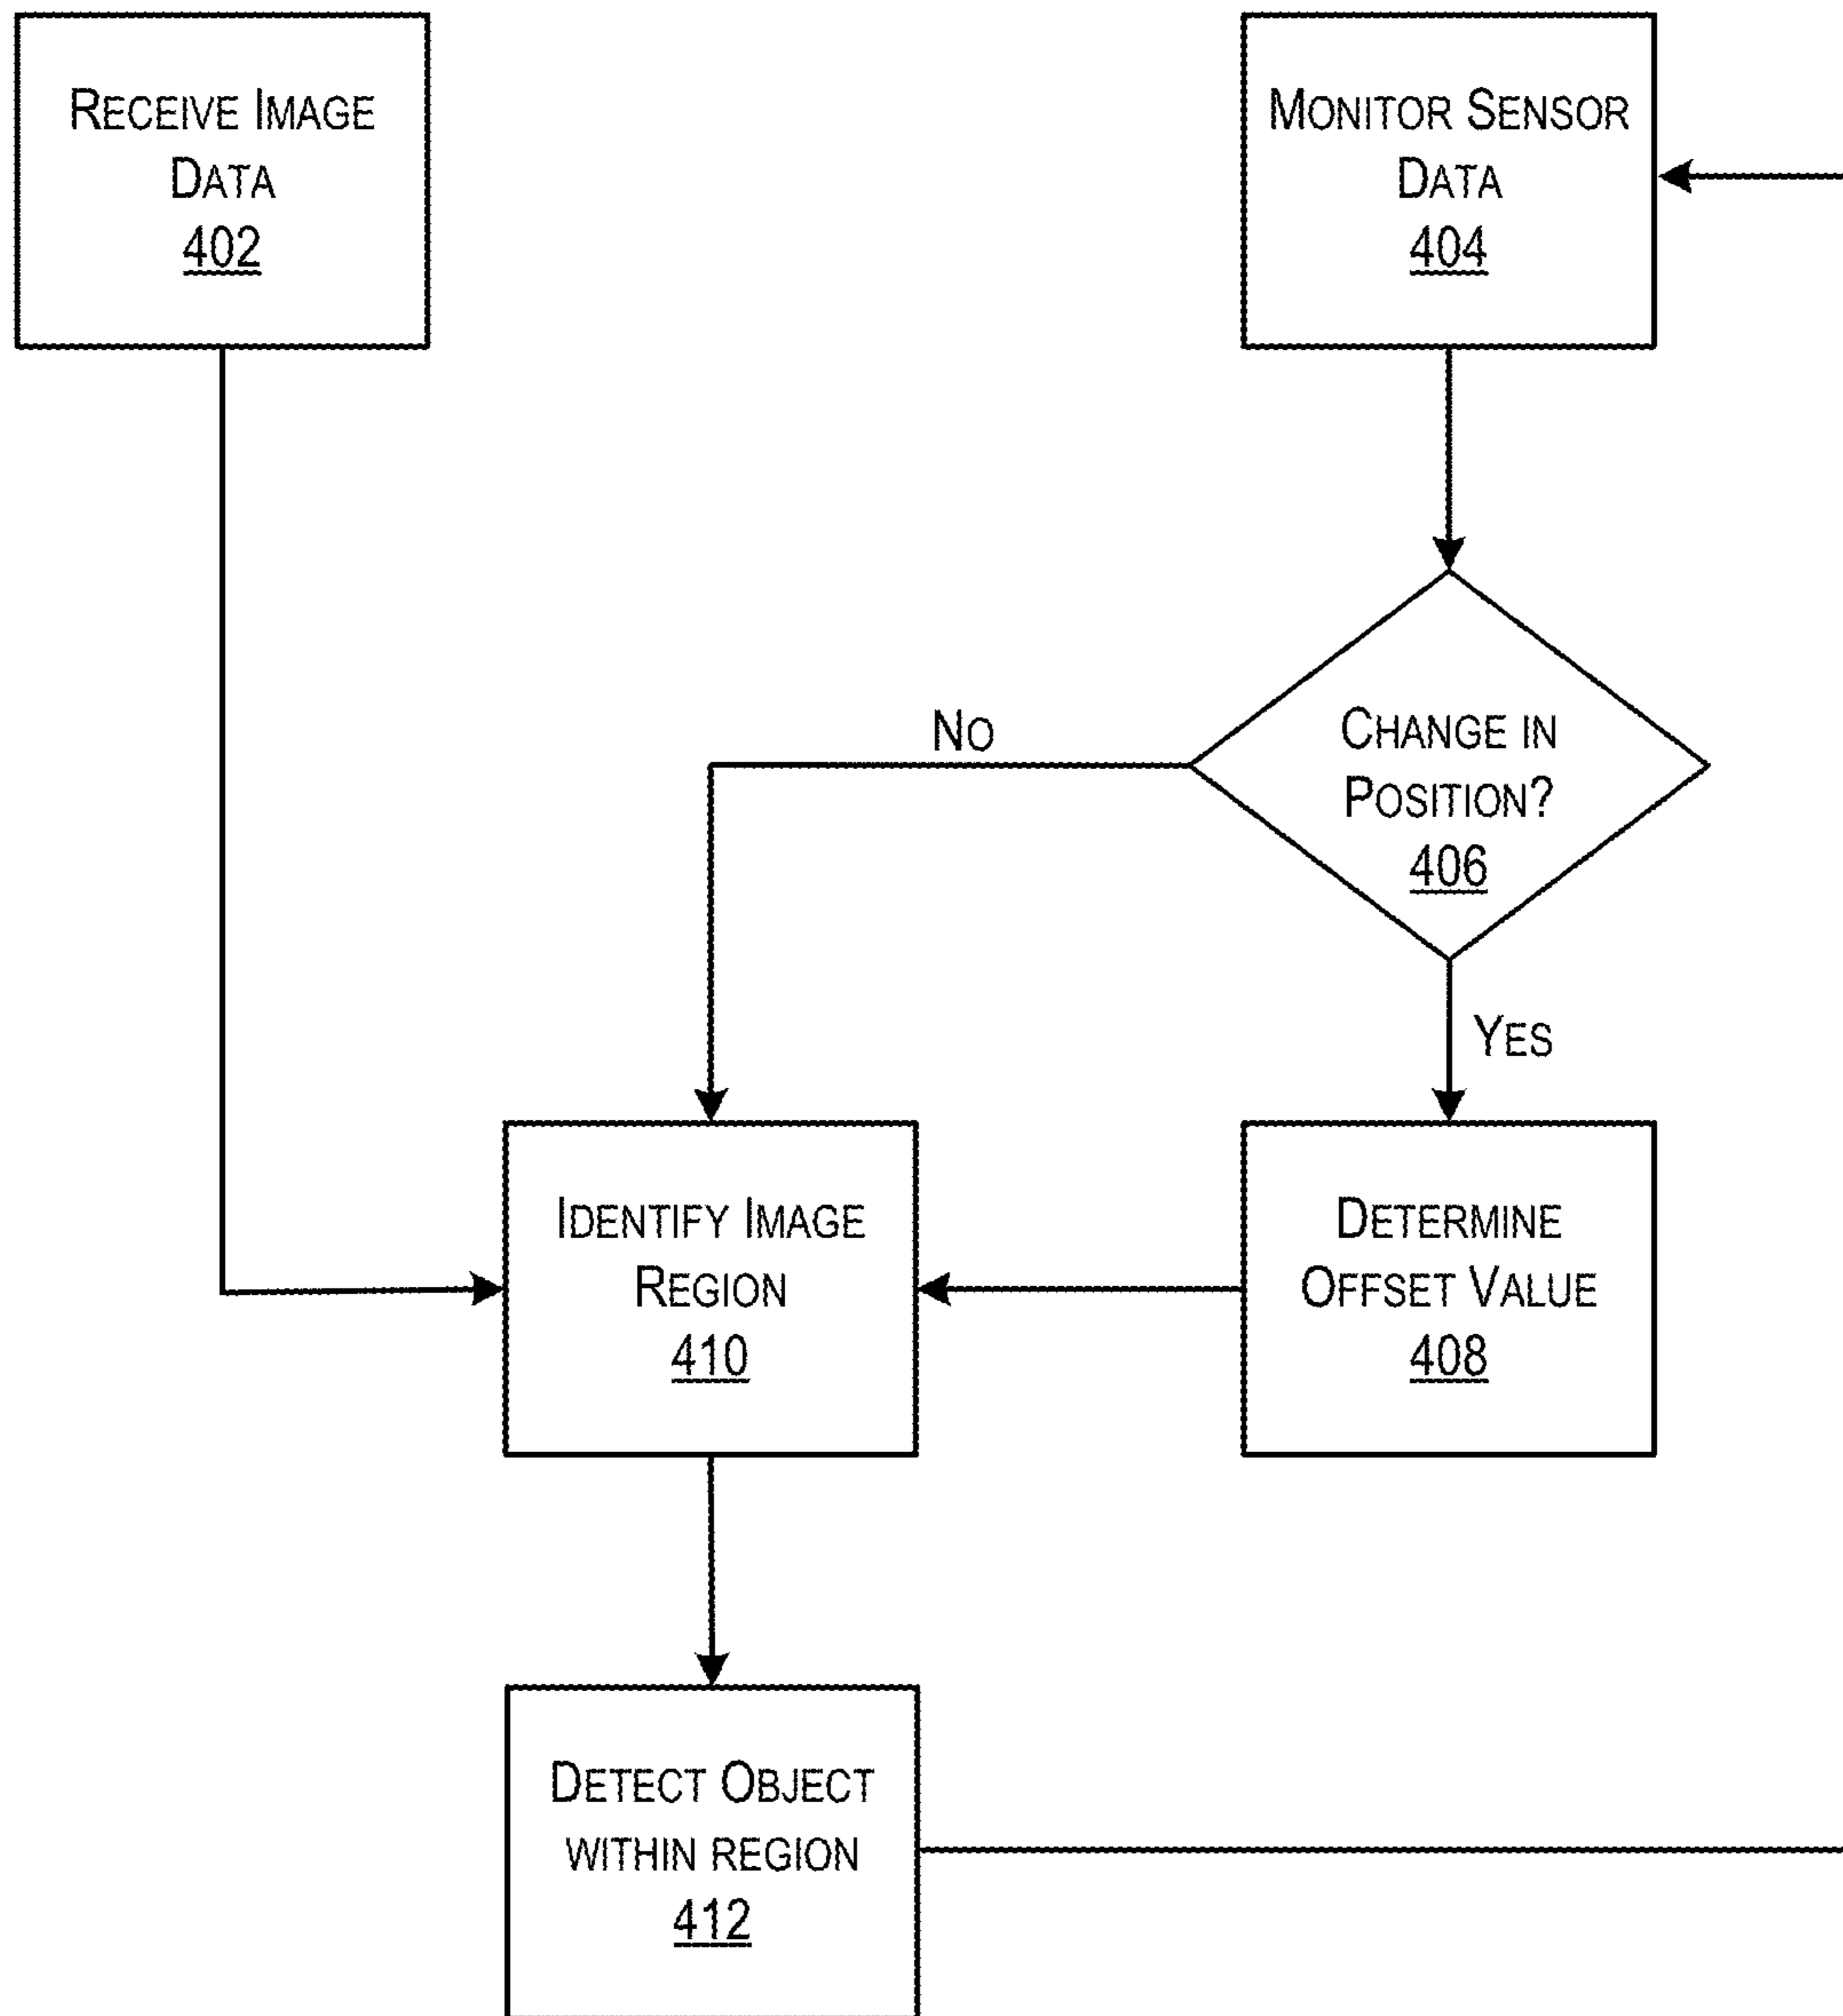 RECEIVE IMAGE
DATA
402
MONITOR SENSOR
DATA
404
CHANGE IN
POSITION?
406
NO
YES
IDENTIFY IMAGE
REGION
410
DETERMINE
OFFSET VALUE
408
DETECT OBJECT
WITHIN REGION
412